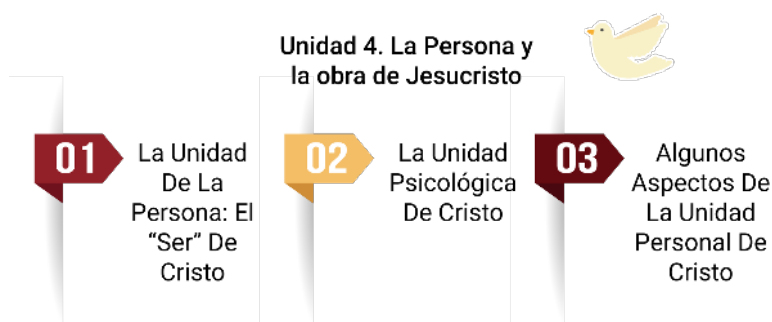 Unidad 4. La Persona y
la obra de Jesucristo
01
La Unidad
De La
Persona: El
“Ser” De
Cristo
02
La Unidad
Psicológica
De Cristo
03
Algunos
Aspectos De
La Unidad
Personal De
Cristo